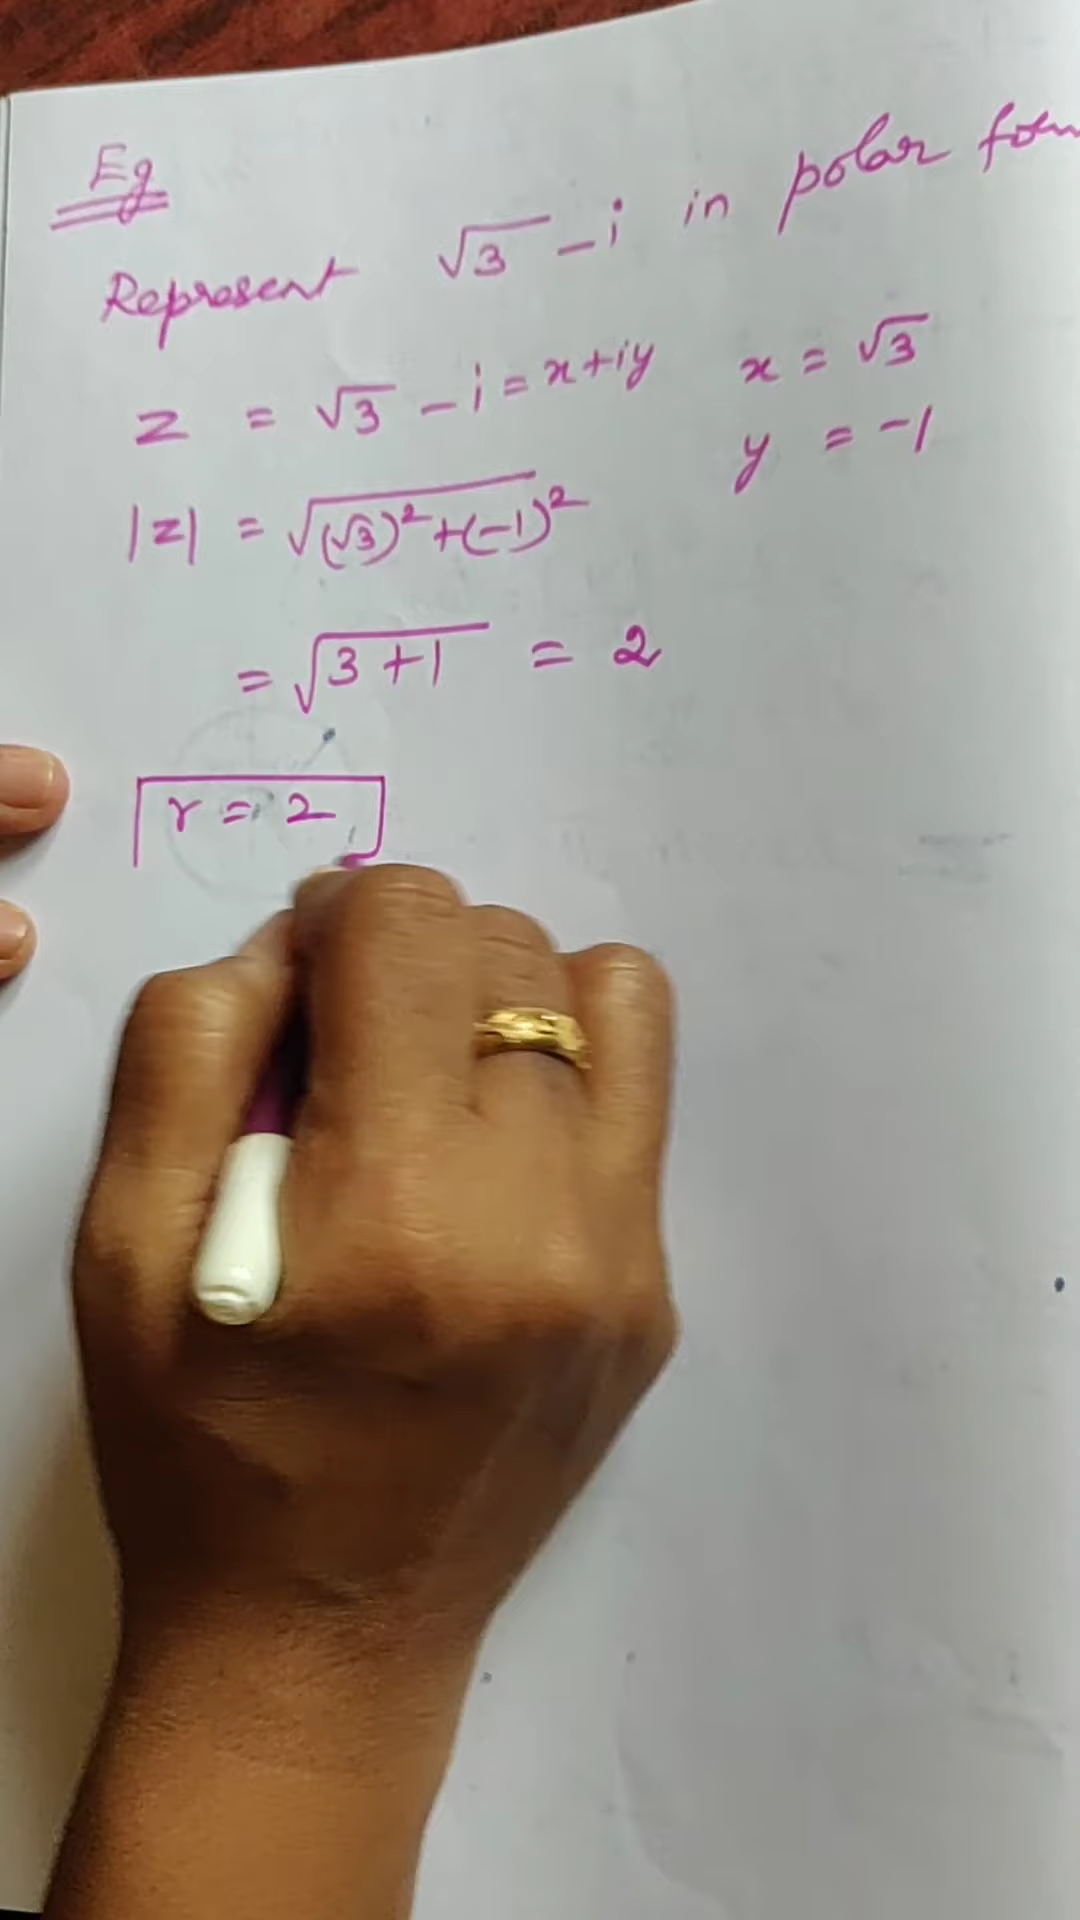 Eg
Represent √3 - i in polar form
z = √3 - i = x+iy x = √3
y = -1
|z| = √(√3)² + (-1)²
= √3+1 = 2
r = 2